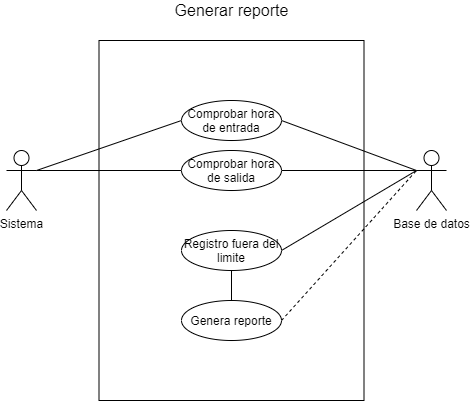 Generar reporte
Comprobar hora
de entrada
Comprobar hora
de salida
Sistema
Base de datos
Registro fuera del
limite
Genera reporte